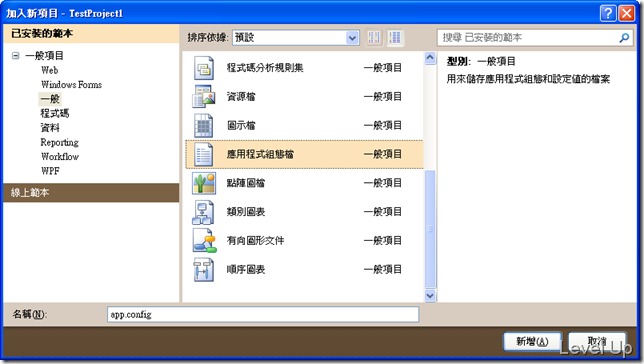 加入新項目 - TestProject1
已安裝的範本
一般項目
Web
Windows Forms
一般
程式碼
資料
Reporting
Workflow
WPF
線上範本
排序依據: 預設
搜尋 已安裝的範本
程式碼分析規則集 一般項目
資源檔 一般項目
圖示檔 一般項目
應用程式組態檔 一般項目
點陣圖檔 一般項目
類別圖表 一般項目
有向圖形文件 一般項目
順序圖表 一般項目
型別: 一般項目
用來儲存應用程式組態和設定值的檔案
名稱(N): app.config
新增(A) 取消
Level Up